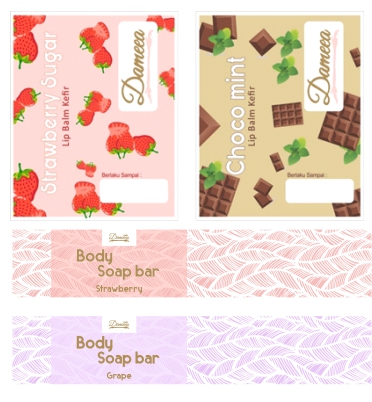 Strawberry Sugar
Lip Balm Kefir
Dameea
Berlaku Sampai :
Choco mint
Lip Balm Kefir
Dameea
Berlaku Sampai :
Body
Soap bar
Strawberry
Body
Soap bar
Grape